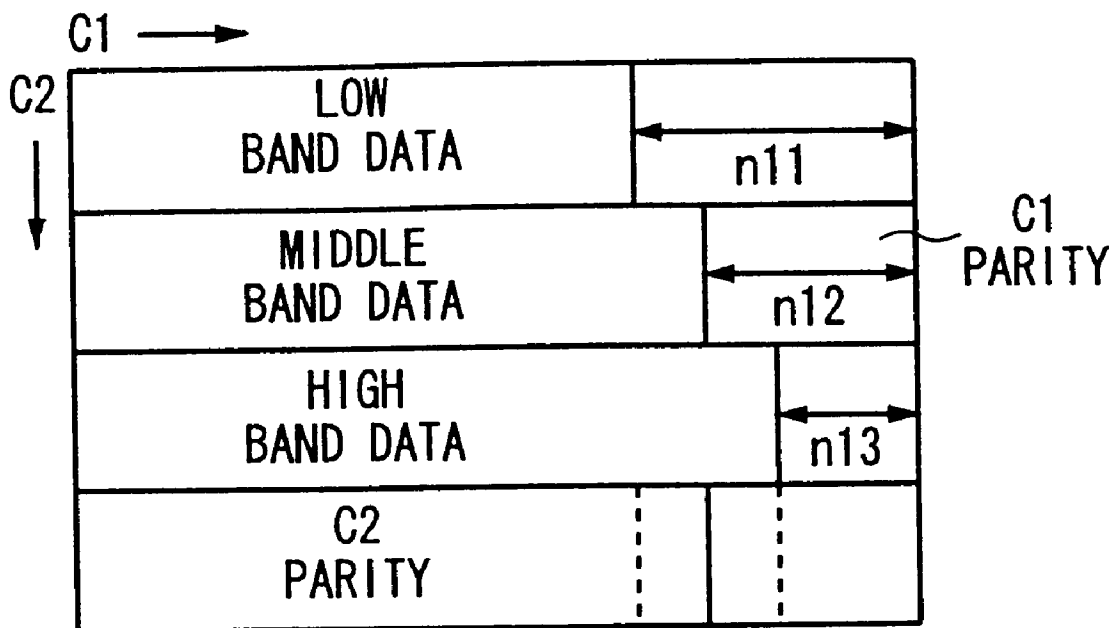 C1
C2
LOW
BAND DATA
n11
MIDDLE
BAND DATA
n12
C1
PARITY
HIGH
BAND DATA
n13
C2
PARITY